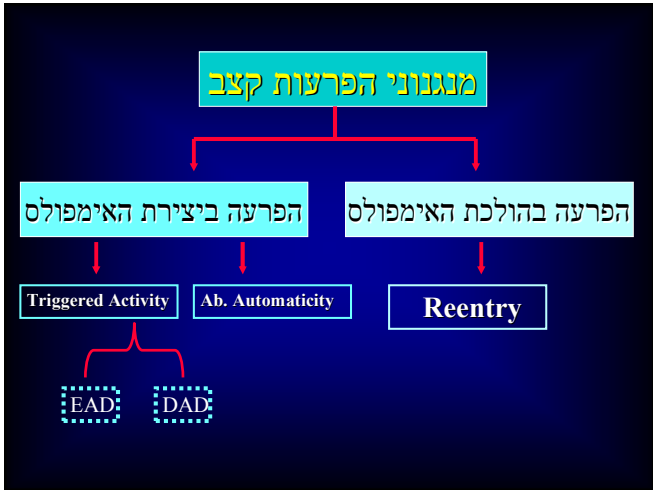 מנגנוני הפרעות קצב
הפרעה בהולכת האימפולס
הפרעה ביצירת האימפולס
Triggered Activity
Ab. Automaticity
Reentry
EAD
DAD